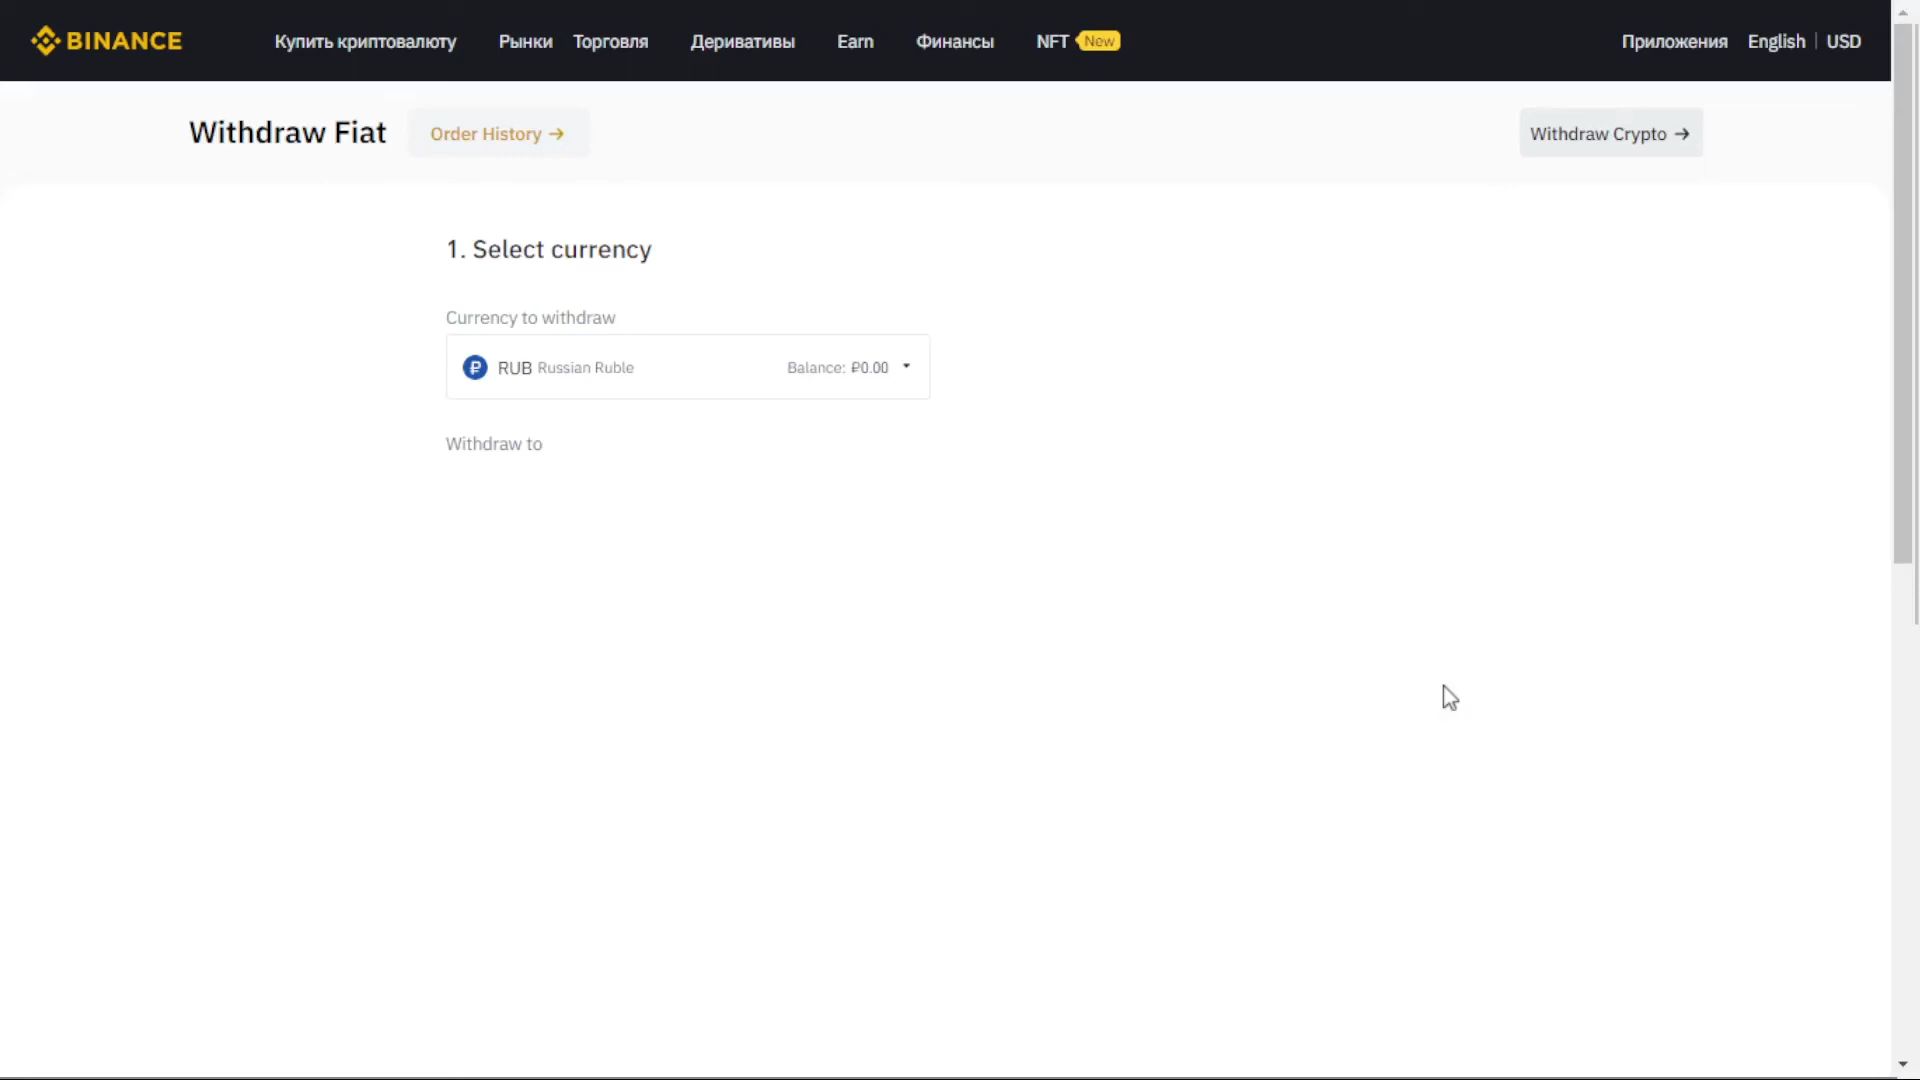 BINANCE Купить криптовалюту Рынки Торговля Деривативы Earn Финансы NFT New Приложения English | USD
Withdraw Fiat Order History → Withdraw Crypto →
1. Select currency
Currency to withdraw
₽ RUB Russian Ruble Balance: ₽0.00
Withdraw to